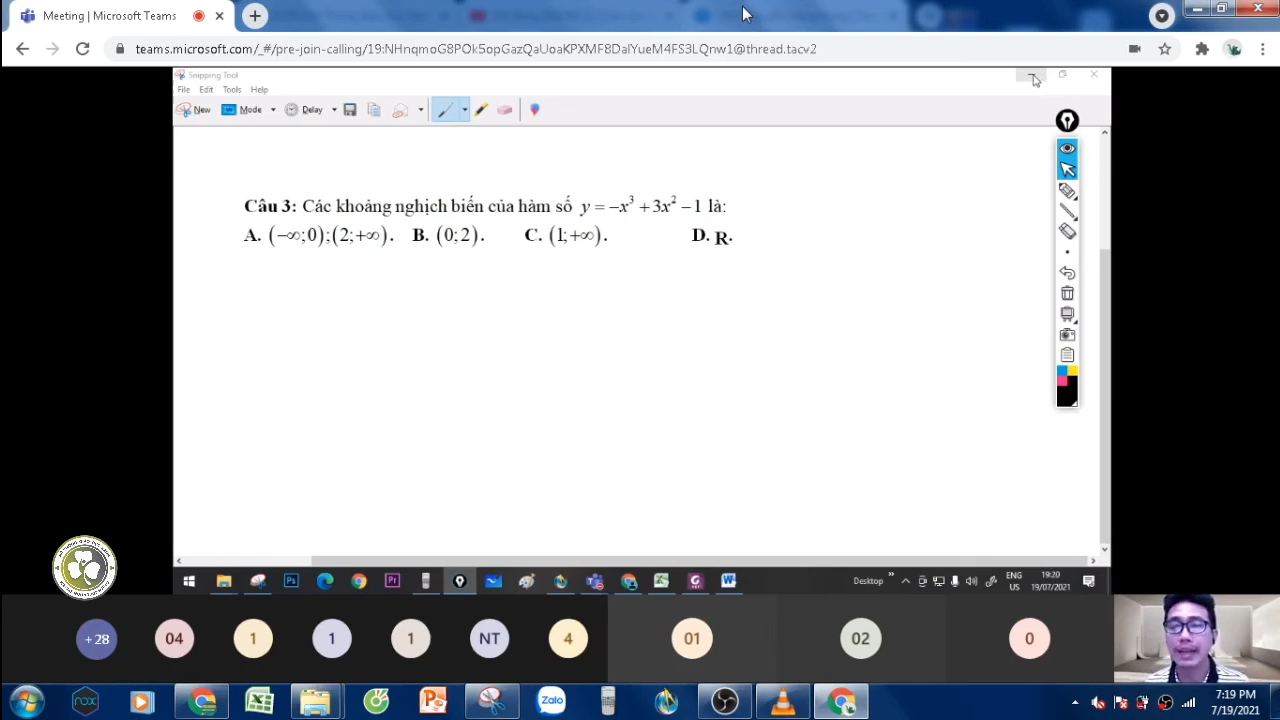 Meeting | Microsoft Teams
teams.microsoft.com/_#/pre-join-calling/19:NHnqmoG8POk5opGazQaUoaKPXMF8DaIYueM4FS3LQnw1@thread.tacv2
Snipping Tool
File Edit Tools Help
New Mode Delay
Câu 3: Các khoảng nghịch biến của hàm số y = −x³ + 3x² − 1 là:
A. (−∞;0);(2;+∞). B. (0;2). C. (1;+∞). D. R.
Desktop » ENG 19:20
US 19/07/2021
+28 04 1 1 1 NT 4 01 02 0
nox Zalo 7:19 PM
7/19/2021